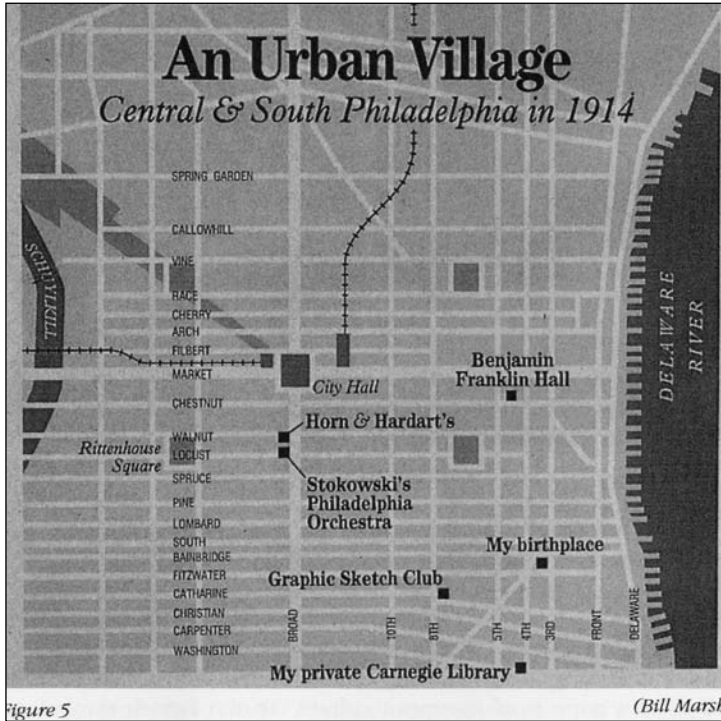 An Urban Village
Central & South Philadelphia in 1914
SPRING GARDEN
CALLOWHILL
VINE
RACE
CHERRY
ARCH
FILBERT
MARKET
CHESTNUT
WALNUT
LOCUST
SPRUCE
PINE
LOMBARD
SOUTH
BAINBRIDGE
FITZWATER
CATHARINE
CHRISTIAN
CARPENTER
WASHINGTON
SCHUYLKILL
DELAWARE
RIVER
City Hall
Benjamin
Franklin Hall
Horn & Hardart's
Rittenhouse
Square
Stokowski's
Philadelphia
Orchestra
My birthplace
Graphic Sketch Club
BROAD
10TH
8TH
5TH
4TH
3RD
FRONT
DELAWARE
My private Carnegie Library
Figure 5
(Bill Marsh